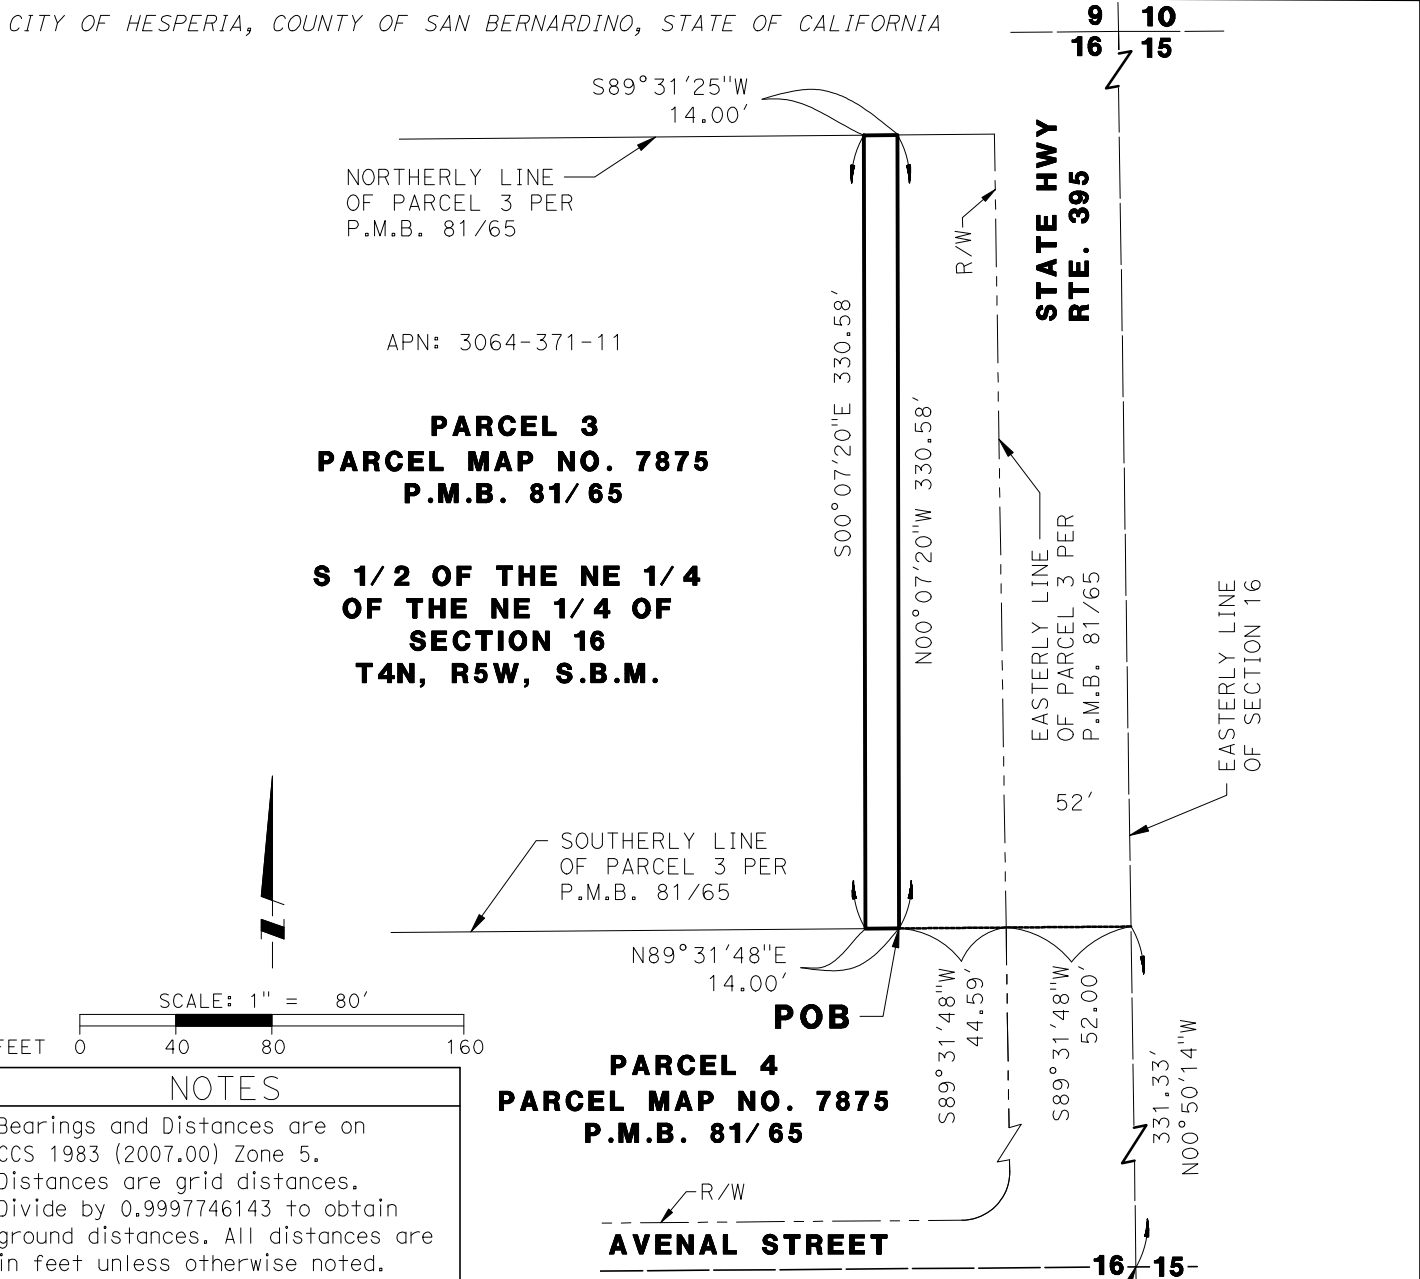 CITY OF HESPERIA, COUNTY OF SAN BERNARDINO, STATE OF CALIFORNIA
9 10
16 15
S89°31'25"W
14.00'
NORTHERLY LINE
OF PARCEL 3 PER
P.M.B. 81/65
R/W
STATE HWY
RTE. 395
APN: 3064-371-11
S00°07'20"E 330.58'
N00°07'20"W 330.58'
PARCEL 3
PARCEL MAP NO. 7875
P.M.B. 81/65
S 1/2 OF THE NE 1/4
OF THE NE 1/4 OF
SECTION 16
T4N, R5W, S.B.M.
EASTERLY LINE
OF PARCEL 3 PER
P.M.B. 81/65
EASTERLY LINE
OF SECTION 16
52'
SOUTHERLY LINE
OF PARCEL 3 PER
P.M.B. 81/65
N89°31'48"E
14.00'
POB
S89°31'48"W
44.59'
S89°31'48"W
52.00'
331.33'
N00°50'14"W
SCALE: 1" = 80'
FEET 0 40 80 160
PARCEL 4
PARCEL MAP NO. 7875
P.M.B. 81/65
NOTES
Bearings and Distances are on
CCS 1983 (2007.00) Zone 5.
Distances are grid distances.
Divide by 0.9997746143 to obtain
ground distances. All distances are
in feet unless otherwise noted.
R/W
AVENAL STREET
16 15